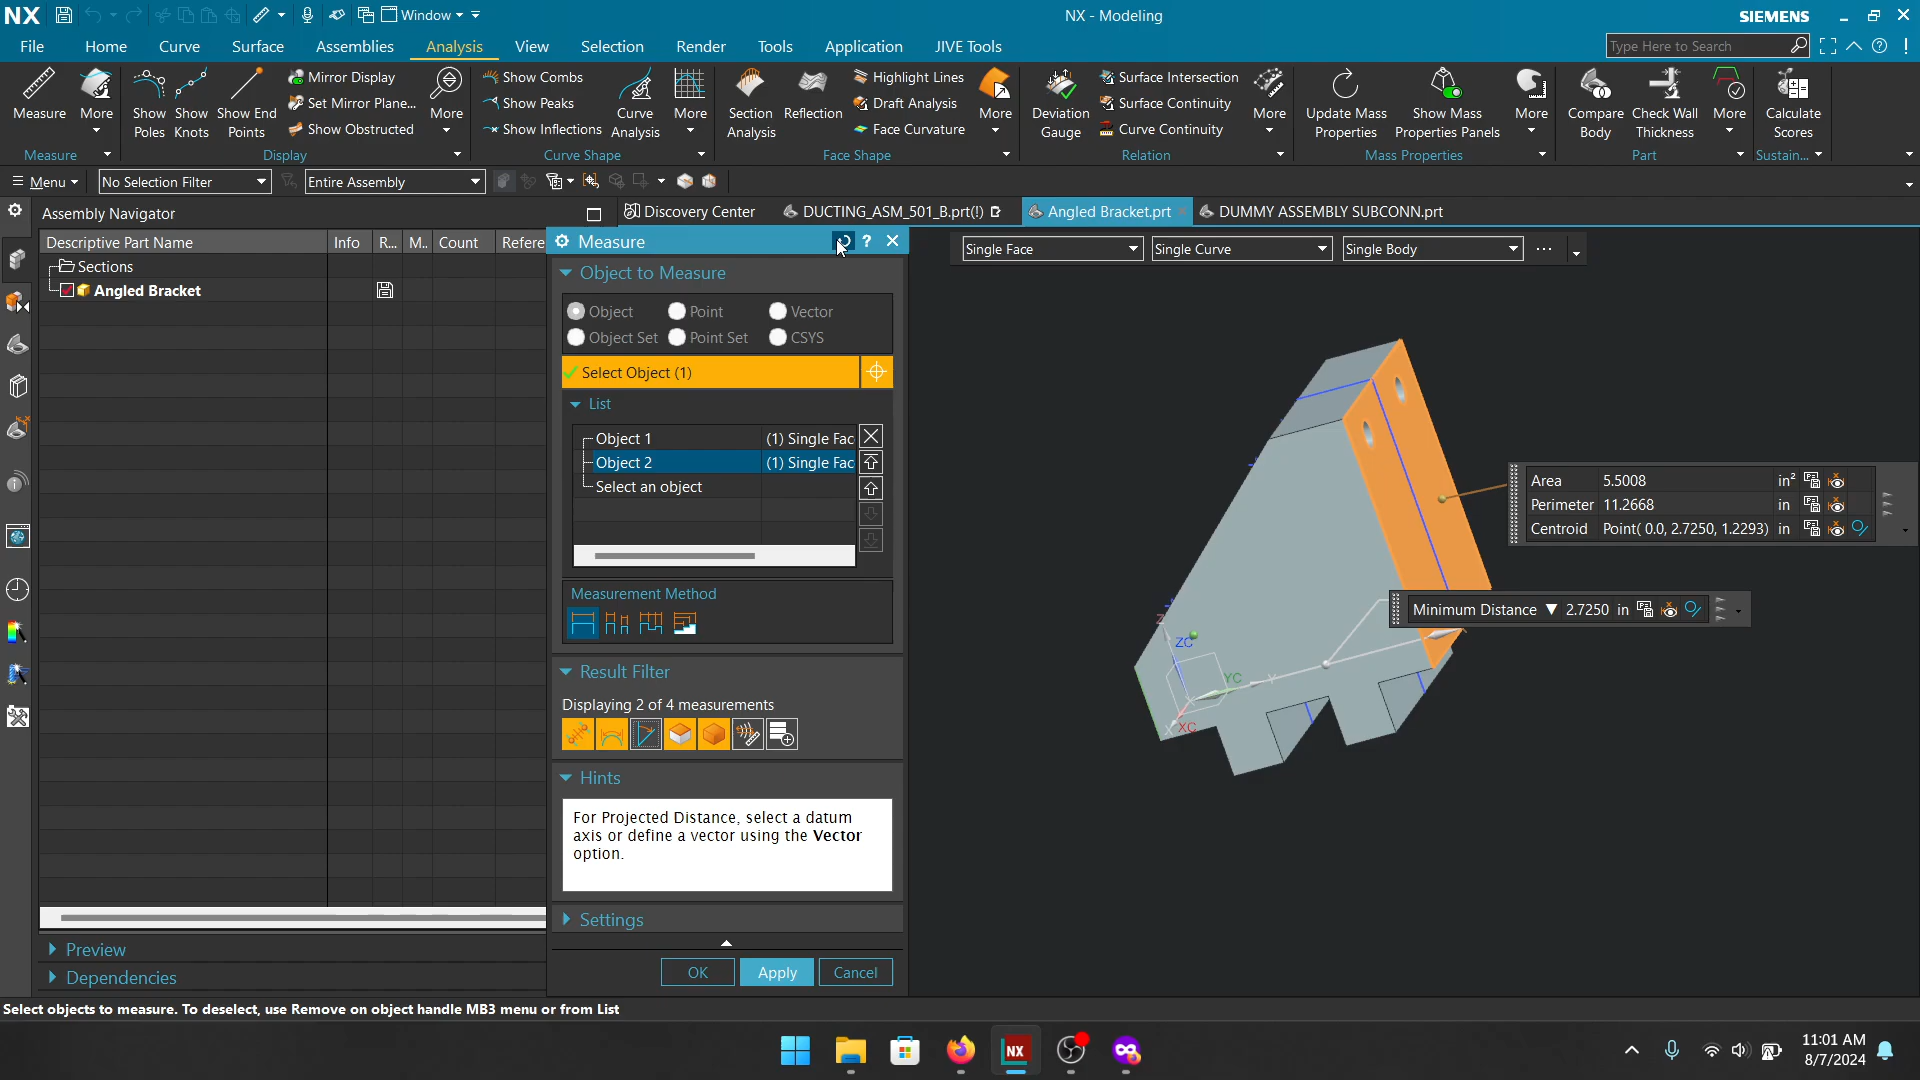 NX Window NX - Modeling SIEMENS
File Home Curve Surface Assemblies Analysis View Selection Render Tools Application JIVE Tools Type Here to Search
Measure More Show Poles Show Knots Show End Points Mirror Display Set Mirror Plane... Show Obstructed More Show Combs Show Peaks Show Inflections Curve Analysis More Section Analysis Reflection Highlight Lines Draft Analysis Face Curvature More Deviation Gauge Surface Intersection Surface Continuity Curve Continuity More Update Mass Properties Show Mass Properties Panels More Compare Body Check Wall Thickness More Calculate Scores
Measure Display Curve Shape Face Shape Relation Mass Properties Part Sustain...
Menu No Selection Filter Entire Assembly
Assembly Navigator Discovery Center DUCTING_ASM_501_B.prt(!) Angled Bracket.prt DUMMY ASSEMBLY SUBCONN.prt
Descriptive Part Name Info R... M.. Count Refere
Sections
Angled Bracket
Measure ?
Single Face Single Curve Single Body
Object to Measure
Object Point Vector
Object Set Point Set CSYS
Select Object (1)
List
Object 1 (1) Single Fac
Object 2 (1) Single Fac
Select an object
Measurement Method
Result Filter
Displaying 2 of 4 measurements
Hints
For Projected Distance, select a datum
axis or define a vector using the Vector
option.
Settings
OK Apply Cancel
Area 5.5008 in²
Perimeter 11.2668 in
Centroid Point( 0.0, 2.7250, 1.2293) in
Minimum Distance 2.7250 in
Z
ZC
YC Y
X XC
Preview
Dependencies
Select objects to measure. To deselect, use Remove on object handle MB3 menu or from List
NX
11:01 AM
8/7/2024